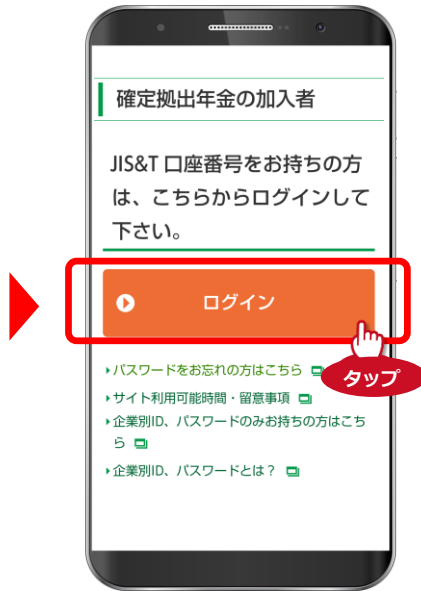 確定拠出年金の加入者
JIS&T 口座番号をお持ちの方
は、こちらからログインして
下さい。
ログイン
パスワードをお忘れの方はこちら
タップ
サイト利用可能時間・留意事項
企業別ID、パスワードのみお持ちの方はこち
ら
企業別ID、パスワードとは？